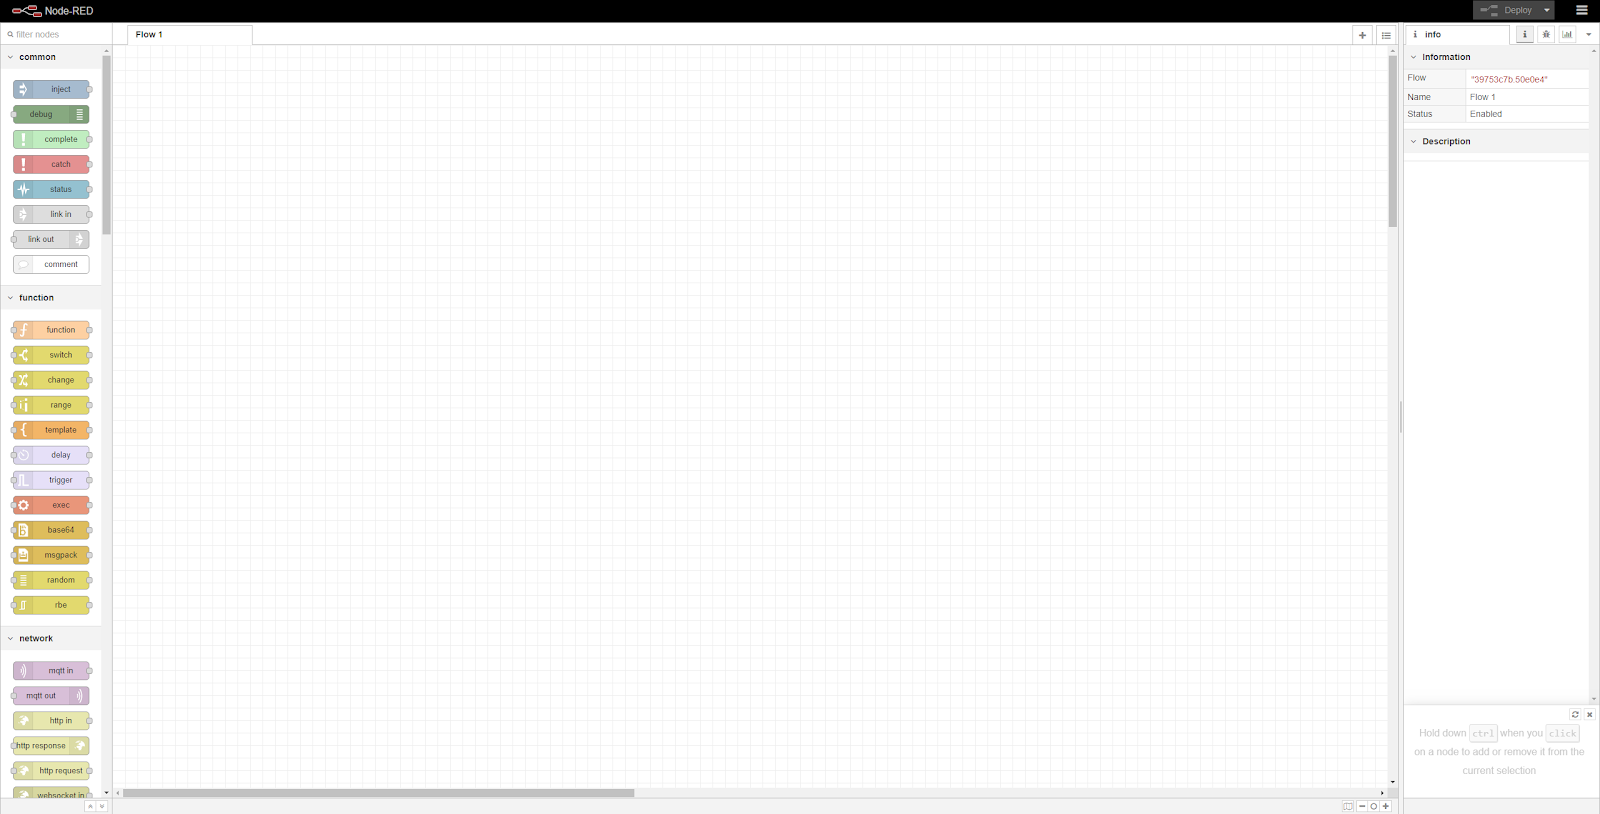 Node-RED
Deploy
filter nodes
Flow 1
info
common
inject
debug
complete
catch
status
link in
link out
comment
function
function
switch
change
range
template
delay
trigger
exec
base64
msgpack
random
rbe
network
mqtt in
mqtt out
http in
http response
http request
websocket in
Information
Flow "39753c7b.50e0e4"
Name Flow 1
Status Enabled
Description
Hold down ctrl when you click
on a node to add or remove it from the
current selection